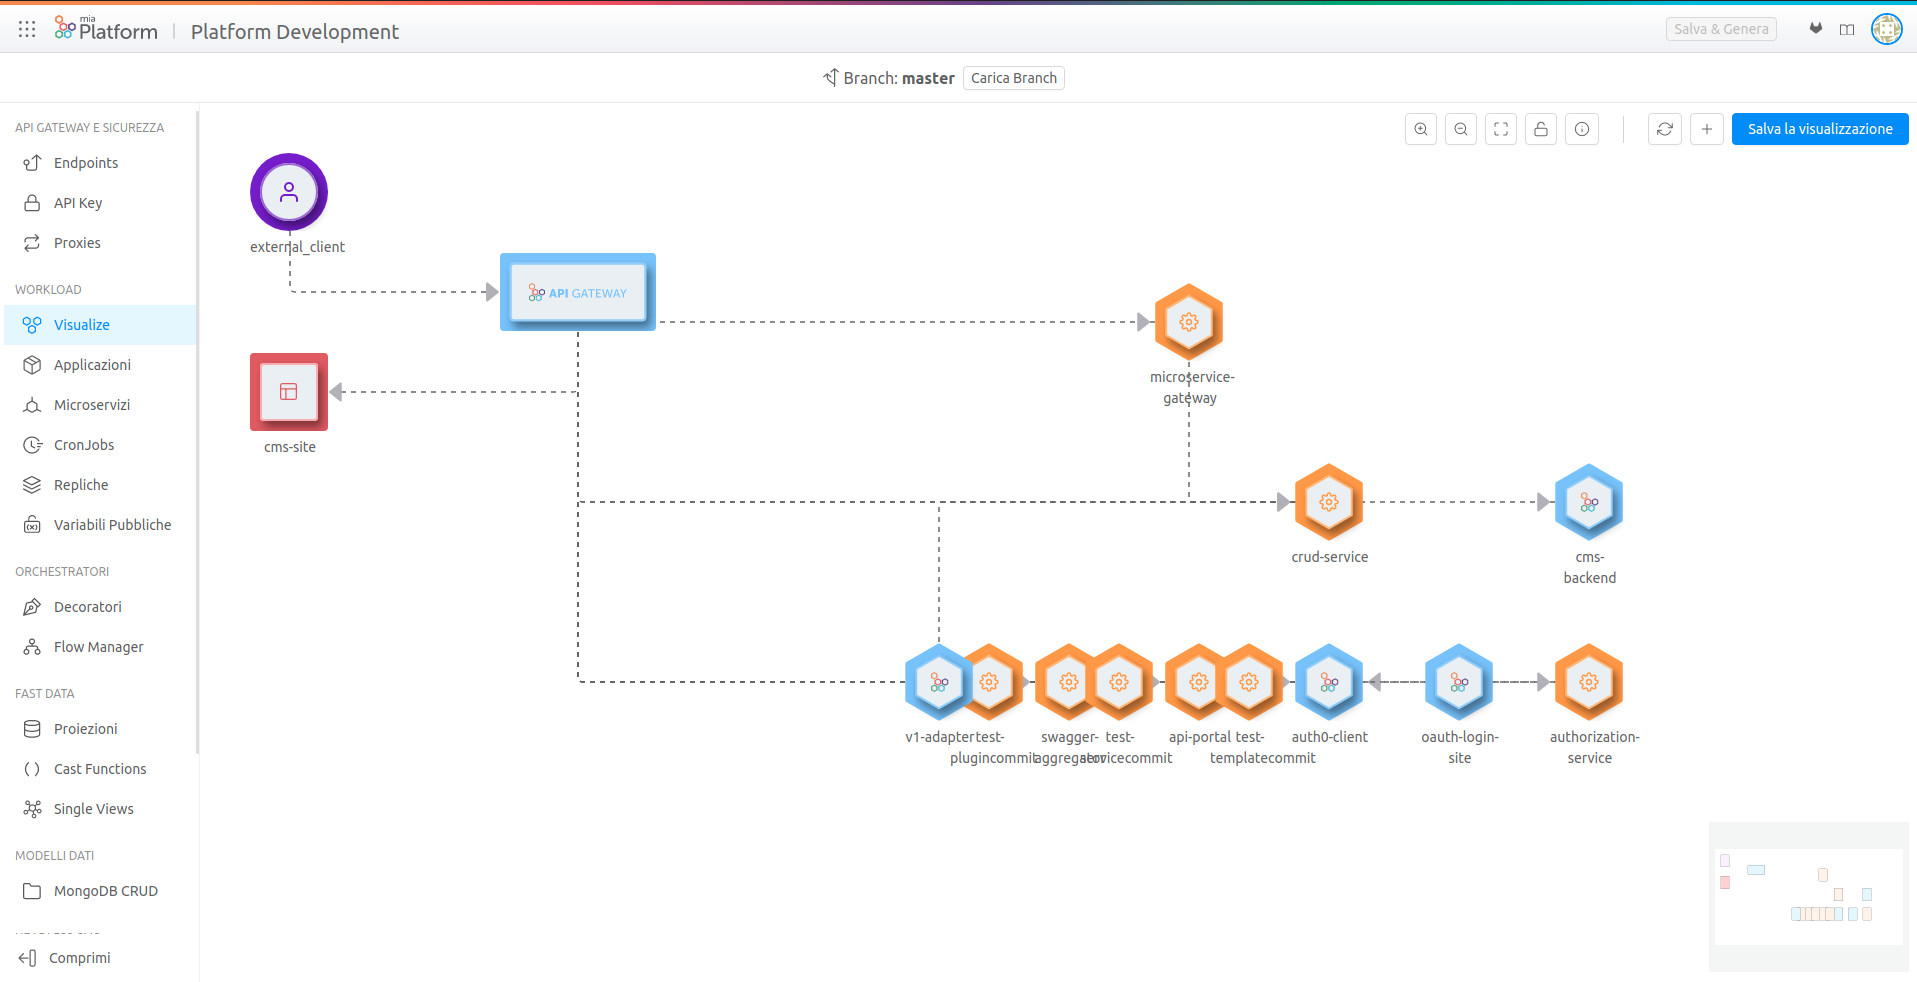 mia
Platform
Platform Development
Salva & Genera
Branch: master
Carica Branch
API GATEWAY E SICUREZZA
Endpoints
API Key
Proxies
WORKLOAD
Visualize
Applicazioni
Microservizi
CronJobs
Repliche
Variabili Pubbliche
ORCHESTRATORI
Decoratori
Flow Manager
FAST DATA
Proiezioni
Cast Functions
Single Views
MODELLI DATI
MongoDB CRUD
Comprimi
Salva la visualizzazione
external_client
API GATEWAY
cms-site
microservice-
gateway
crud-service
cms-
backend
v1-adapter
test-
plugincommit
swagger-
aggregator
test-
servicecommit
api-portal
test-
templatecommit
auth0-client
oauth-login-
site
authorization-
service